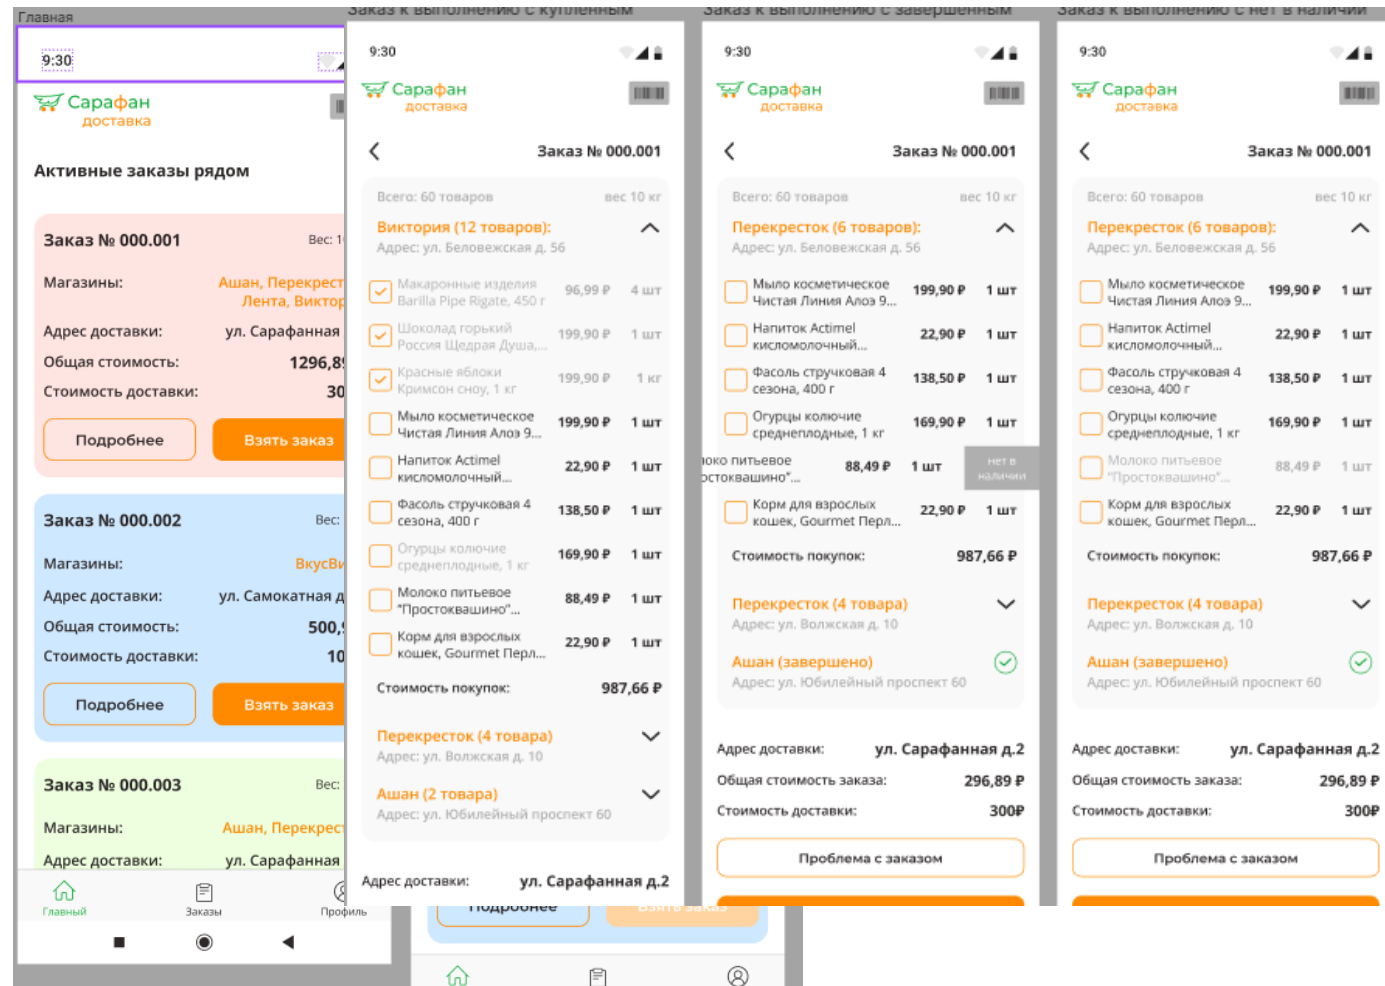 Главная
9:30
Сарафан
доставка
Активные заказы рядом
Заказ № 000.001
Вес:
Магазины:
Ашан,
Лента,
Адрес доставки:
ул. Сарафанная
Общая стоимость:
Стоимость доставки:
Подробнее
Взять заказ
Заказ № 000.002
Вес:
Магазины:
Адрес доставки:
ул. Самокатная
Общая стоимость:
Стоимость доставки:
Подробнее
Взять заказ
Заказ № 000.003
Вес:
Магазины:
Ашан,
Адрес доставки:
ул. Сарафанная
Главный
Заказы
Профиль
Заказ к выполнению с купленным
9:30
Сарафан
доставка
Заказ № 000.001
Всего: 60 товаров
вес 10 кг
Виктория (12 товаров):
Адрес: ул. Беловежская д. 56
Макаронные изделия
Barilla Pipe Rigate, 450 г
96,99 ₽ 4 шт
Шоколад горький
Россия Щедрая Душа,...
199,90 ₽ 1 шт
Красные яблоки
Кримсон сноу, 1 кг
199,90 ₽ 1 кг
Мыло косметическое
Чистая Линия Алоэ 9...
199,90 ₽ 1 шт
Напиток Actimel
кисломолочный...
22,90 ₽ 1 шт
Фасоль стручковая 4
сезона, 400 г
138,50 ₽ 1 шт
Огурцы колючие
среднеплодные, 1 кг
169,90 ₽ 1 шт
Молоко питьевое
"Простоквашино"...
88,49 ₽ 1 шт
Корм для взрослых
кошек, Gourmet Перл...
22,90 ₽ 1 шт
Стоимость покупок:
987,66 ₽
Перекресток (4 товара)
Адрес: ул. Волжская д. 10
Ашан (2 товара)
Адрес: ул. Юбилейный проспект 60
Адрес доставки:
ул. Сарафанная д.2
Подробнее
Взять заказ
Заказ к выполнению с завершенным
9:30
Сарафан
доставка
Заказ № 000.001
Всего: 60 товаров
вес 10 кг
Перекресток (6 товаров):
Адрес: ул. Беловежская д. 56
Мыло косметическое
Чистая Линия Алоэ 9...
199,90 ₽ 1 шт
Напиток Actimel
кисломолочный...
22,90 ₽ 1 шт
Фасоль стручковая 4
сезона, 400 г
138,50 ₽ 1 шт
Огурцы колючие
среднеплодные, 1 кг
169,90 ₽ 1 шт
питьевое
88,49 ₽ 1 шт
нет в
наличии
Корм для взрослых
кошек, Gourmet Перл...
22,90 ₽ 1 шт
Стоимость покупок:
987,66 ₽
Перекресток (4 товара)
Адрес: ул. Волжская д. 10
Ашан (завершено)
Адрес: ул. Юбилейный проспект 60
Адрес доставки:
ул. Сарафанная д.2
Общая стоимость заказа:
296,89 ₽
Стоимость доставки:
300₽
Проблема с заказом
Заказ к выполнению с нет в наличии
9:30
Сарафан
доставка
Заказ № 000.001
Всего: 60 товаров
вес 10 кг
Перекресток (6 товаров):
Адрес: ул. Беловежская д. 56
Мыло косметическое
Чистая Линия Алоэ 9...
199,90 ₽ 1 шт
Напиток Actimel
кисломолочный...
22,90 ₽ 1 шт
Фасоль стручковая 4
сезона, 400 г
138,50 ₽ 1 шт
Огурцы колючие
среднеплодные, 1 кг
169,90 ₽ 1 шт
Молоко питьевое
"Простоквашино"...
88,49 ₽ 1 шт
Корм для взрослых
кошек, Gourmet Перл...
22,90 ₽ 1 шт
Стоимость покупок:
987,66 ₽
Перекресток (4 товара)
Адрес: ул. Волжская д. 10
Ашан (завершено)
Адрес: ул. Юбилейный проспект 60
Адрес доставки:
ул. Сарафанная д.2
Общая стоимость заказа:
296,89 ₽
Стоимость доставки:
300₽
Проблема с заказом